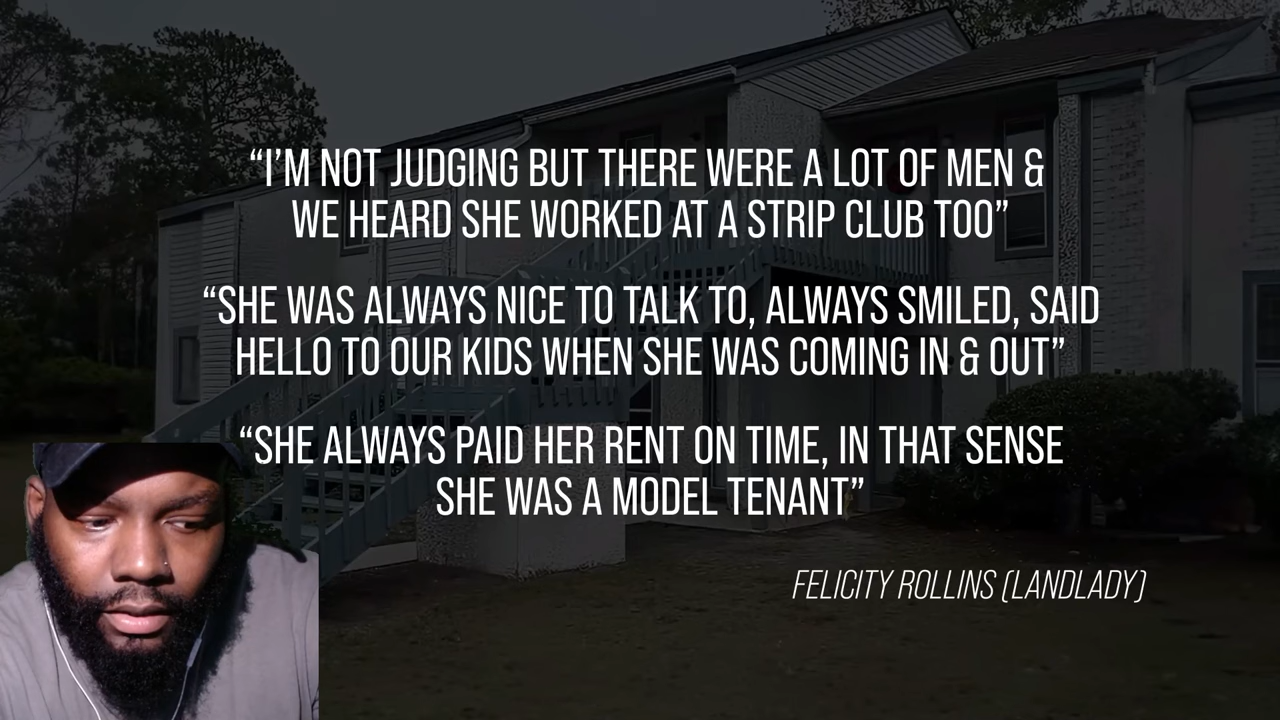 “I’M NOT JUDGING BUT THERE WERE A LOT OF MEN &
WE HEARD SHE WORKED AT A STRIP CLUB TOO”
“SHE WAS ALWAYS NICE TO TALK TO, ALWAYS SMILED, SAID
HELLO TO OUR KIDS WHEN SHE WAS COMING IN & OUT”
“SHE ALWAYS PAID HER RENT ON TIME, IN THAT SENSE
SHE WAS A MODEL TENANT”
FELICITY ROLLINS (LANDLADY)